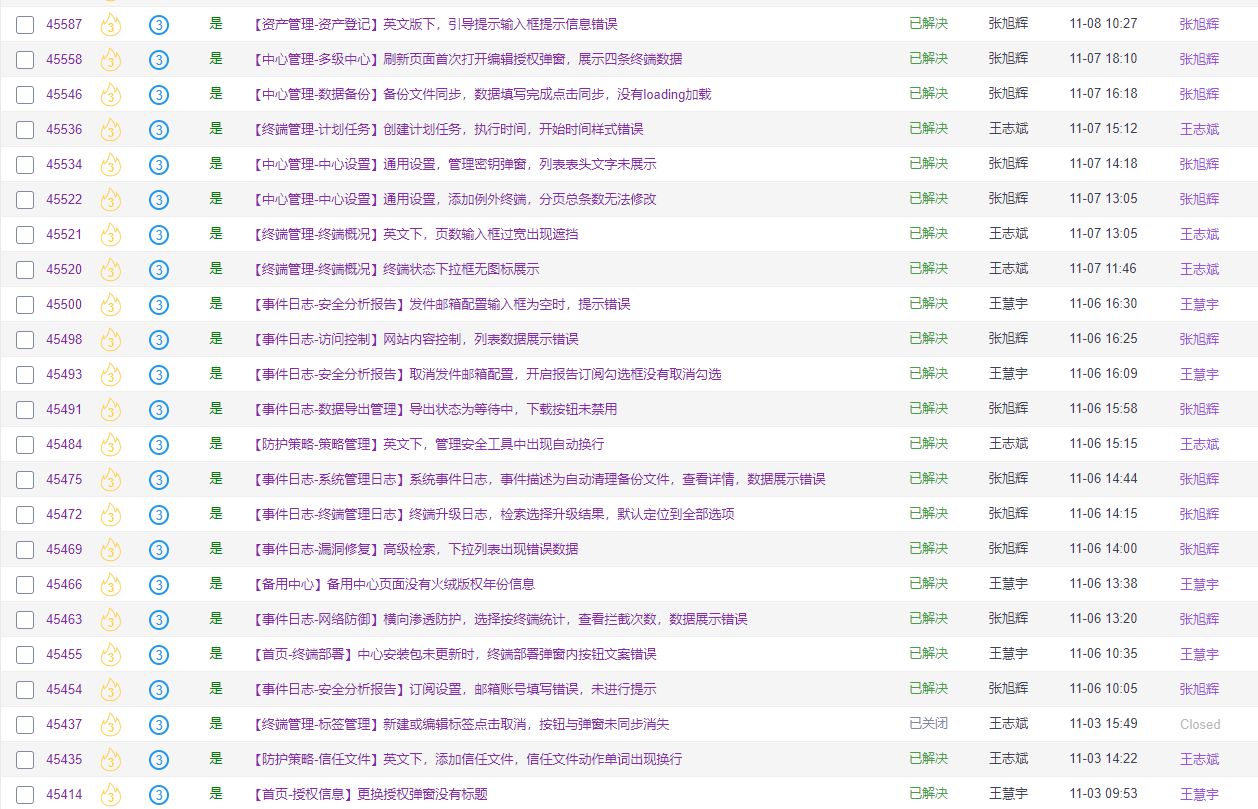 45587 3 3 是 【资产管理-资产登记】英文版下，引导提示输入框提示信息错误 已解决 张旭辉 11-08 10:27 张旭辉
45558 3 3 是 【中心管理-多级中心】刷新页面首次打开编辑授权弹窗，展示四条终端数据 已解决 张旭辉 11-07 18:10 张旭辉
45546 3 3 是 【中心管理-数据备份】备份文件同步，数据填写完成点击同步，没有loading加载 已解决 张旭辉 11-07 16:18 张旭辉
45536 3 3 是 【终端管理-计划任务】创建计划任务，执行时间，开始时间样式错误 已解决 王志斌 11-07 15:12 王志斌
45534 3 3 是 【中心管理-中心设置】通用设置，管理密钥弹窗，列表表头文字未展示 已解决 张旭辉 11-07 14:18 张旭辉
45522 3 3 是 【中心管理-中心设置】通用设置，添加例外终端，分页总条数无法修改 已解决 张旭辉 11-07 13:05 张旭辉
45521 3 3 是 【终端管理-终端概况】英文下，页数输入框过宽出现遮挡 已解决 王志斌 11-07 13:05 王志斌
45520 3 3 是 【终端管理-终端概况】终端状态下拉框无图标展示 已解决 王志斌 11-07 11:46 王志斌
45500 3 3 是 【事件日志-安全分析报告】发件邮箱配置输入框为空时，提示错误 已解决 王慧宇 11-06 16:30 王慧宇
45498 3 3 是 【事件日志-访问控制】网站内容控制，列表数据展示错误 已解决 张旭辉 11-06 16:25 张旭辉
45493 3 3 是 【事件日志-安全分析报告】取消发件邮箱配置，开启报告订阅勾选框没有取消勾选 已解决 王慧宇 11-06 16:09 王慧宇
45491 3 3 是 【事件日志-数据导出管理】导出状态为等待中，下载按钮未禁用 已解决 张旭辉 11-06 15:58 张旭辉
45484 3 3 是 【防护策略-策略管理】英文下，管理安全工具中出现自动换行 已解决 王志斌 11-06 15:15 王志斌
45475 3 3 是 【事件日志-系统管理日志】系统事件日志，事件描述为自动清理备份文件，查看详情，数据展示错误 已解决 张旭辉 11-06 14:44 张旭辉
45472 3 3 是 【事件日志-终端管理日志】终端升级日志，检索选择升级结果，默认定位到全部选项 已解决 张旭辉 11-06 14:15 张旭辉
45469 3 3 是 【事件日志-漏洞修复】高级检索，下拉列表出现错误数据 已解决 张旭辉 11-06 14:00 张旭辉
45466 3 3 是 【备用中心】备用中心页面没有火绒版权年份信息 已解决 王慧宇 11-06 13:38 王慧宇
45463 3 3 是 【事件日志-网络防御】横向渗透防护，选择按终端统计，查看拦截次数，数据展示错误 已解决 张旭辉 11-06 13:20 张旭辉
45455 3 3 是 【首页-终端部署】中心安装包未更新时，终端部署弹窗内按钮文案错误 已解决 王慧宇 11-06 10:35 王慧宇
45454 3 3 是 【事件日志-安全分析报告】订阅设置，邮箱账号填写错误，未进行提示 已解决 张旭辉 11-06 10:05 张旭辉
45437 3 3 是 【终端管理-标签管理】新建或编辑标签点击取消，按钮与弹窗未同步消失 已关闭 王志斌 11-03 15:49 Closed
45435 3 3 是 【防护策略-信任文件】英文下，添加信任文件，信任文件动作单词出现换行 已解决 王志斌 11-03 14:22 王志斌
45414 3 3 是 【首页-授权信息】更换授权弹窗没有标题 已解决 王慧宇 11-03 09:53 王慧宇